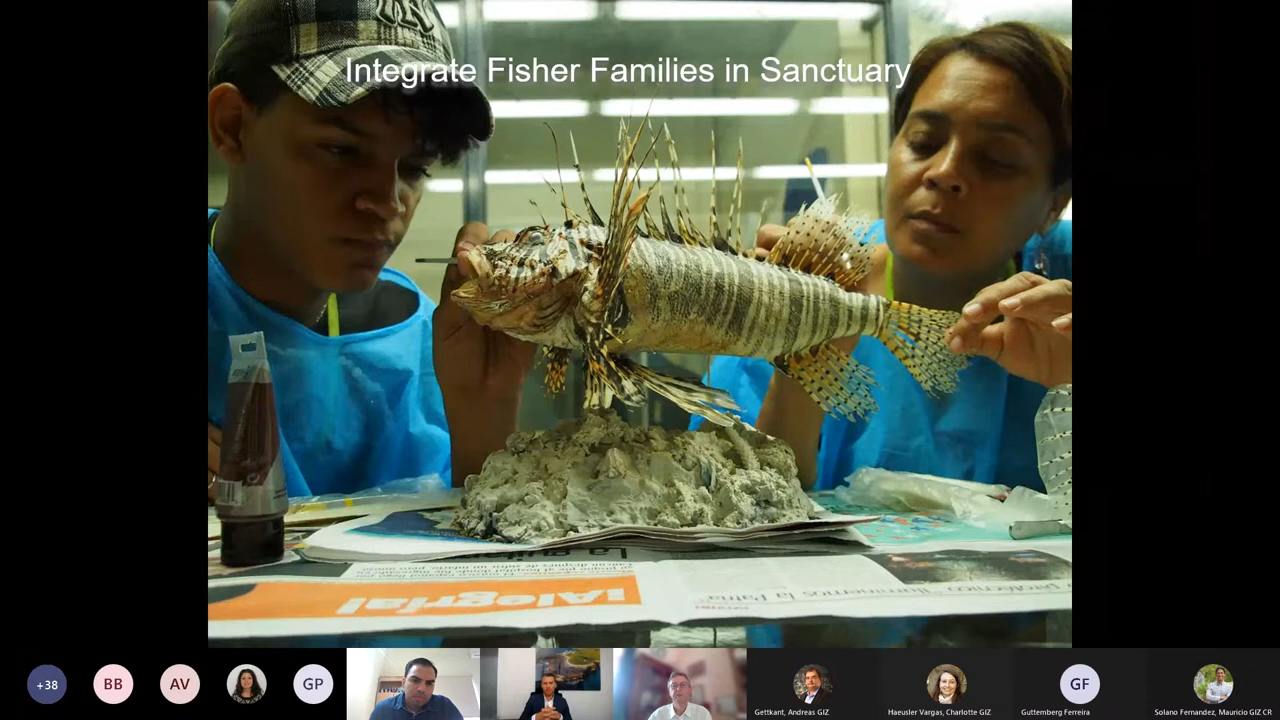 Integrate Fisher Families in Sanctuary
¡Alegría!
+38
BB
AV
GP
GF
Gettkant, Andreas GIZ
Haeusler Vargas, Charlotte GIZ
Guttemberg Ferreira
Solano Fernandez, Mauricio GIZ CR